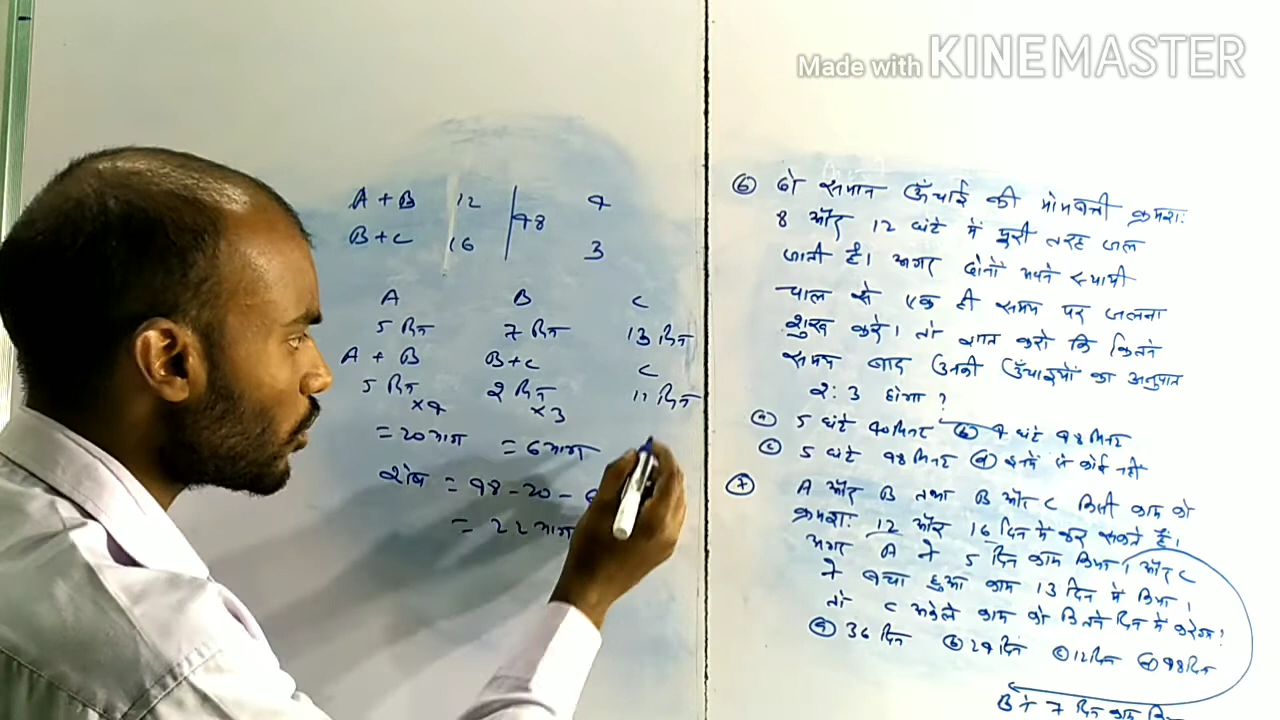 Made with KINEMASTER
A + B 12 48 4
B + C 16 3
A B C
5 दिन 7 दिन 13 दिन
A + B B+C C
5 दिन 2 दिन 11 दिन
×4 ×3
= 20 भाग = 6 भाग
शेष = 48 - 20 - 6
= 22 भाग
⑥ दो समान ऊँचाई की मोमबत्ती क्रमशः
8 और 12 घंटे में पूरी तरह जल
जाती है। अगर दोनों अपने स्थायी
चाल से एक ही समय पर जलना
शुरू करे। तो ज्ञात करो कि कितने
समय बाद उनकी ऊँचाइयों का अनुपात
2:3 होगा ?
ⓐ 5 घंटे 40 मिनट ⓑ 4 घंटे 48 मिनट
ⓒ 5 घंटे 48 मिनट ⓓ इनमें से कोई नही
⑦ A और B तथा B और C किसी काम को
क्रमशः 12 और 16 दिन में कर सकते हैं।
अगर A ने 5 दिन काम किया। और C
ने बचा हुआ काम 13 दिन में किया।
तो C अकेले काम को कितने दिन में करेगा?
ⓐ 36 दिन ⓑ 24 दिन ⓒ 12 दिन ⓓ 48 दिन
B ने 7 दिन काम